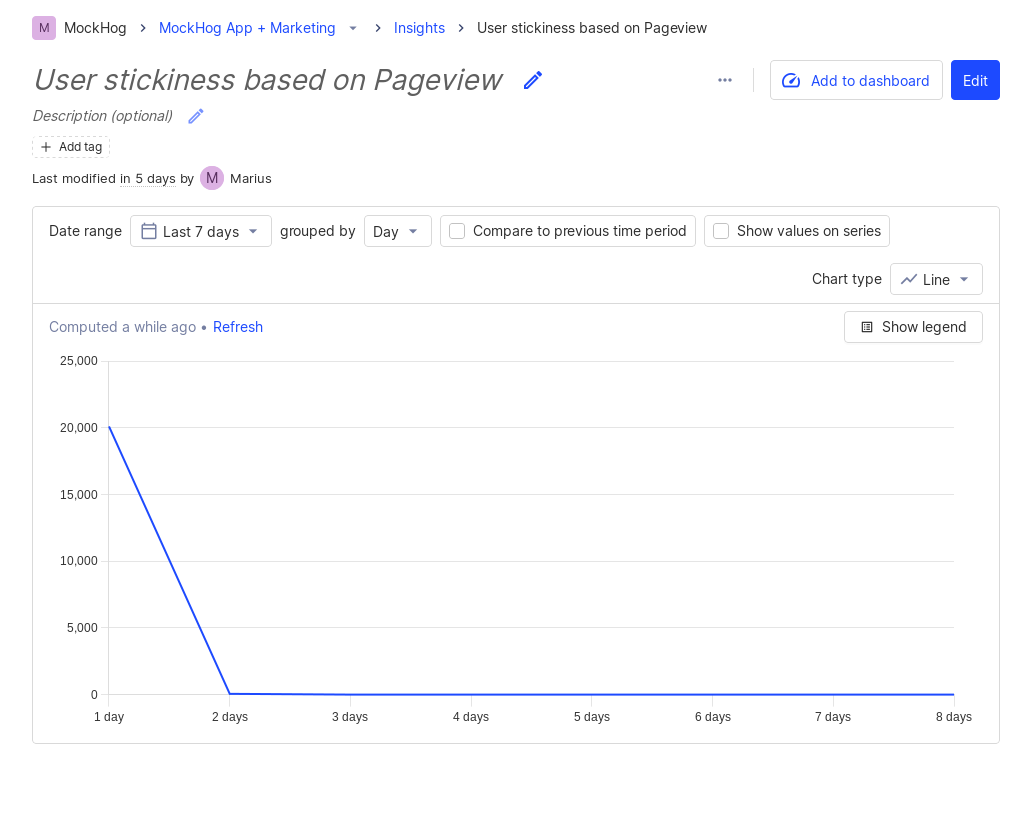 M MockHog MockHog App + Marketing Insights User stickiness based on Pageview
User stickiness based on Pageview
Add to dashboard Edit
Description (optional)
Add tag
Last modified in 5 days by M Marius
Date range Last 7 days grouped by Day Compare to previous time period Show values on series
Chart type Line
Computed a while ago • Refresh Show legend
25,000
20,000
15,000
10,000
5,000
0
1 day 2 days 3 days 4 days 5 days 6 days 7 days 8 days